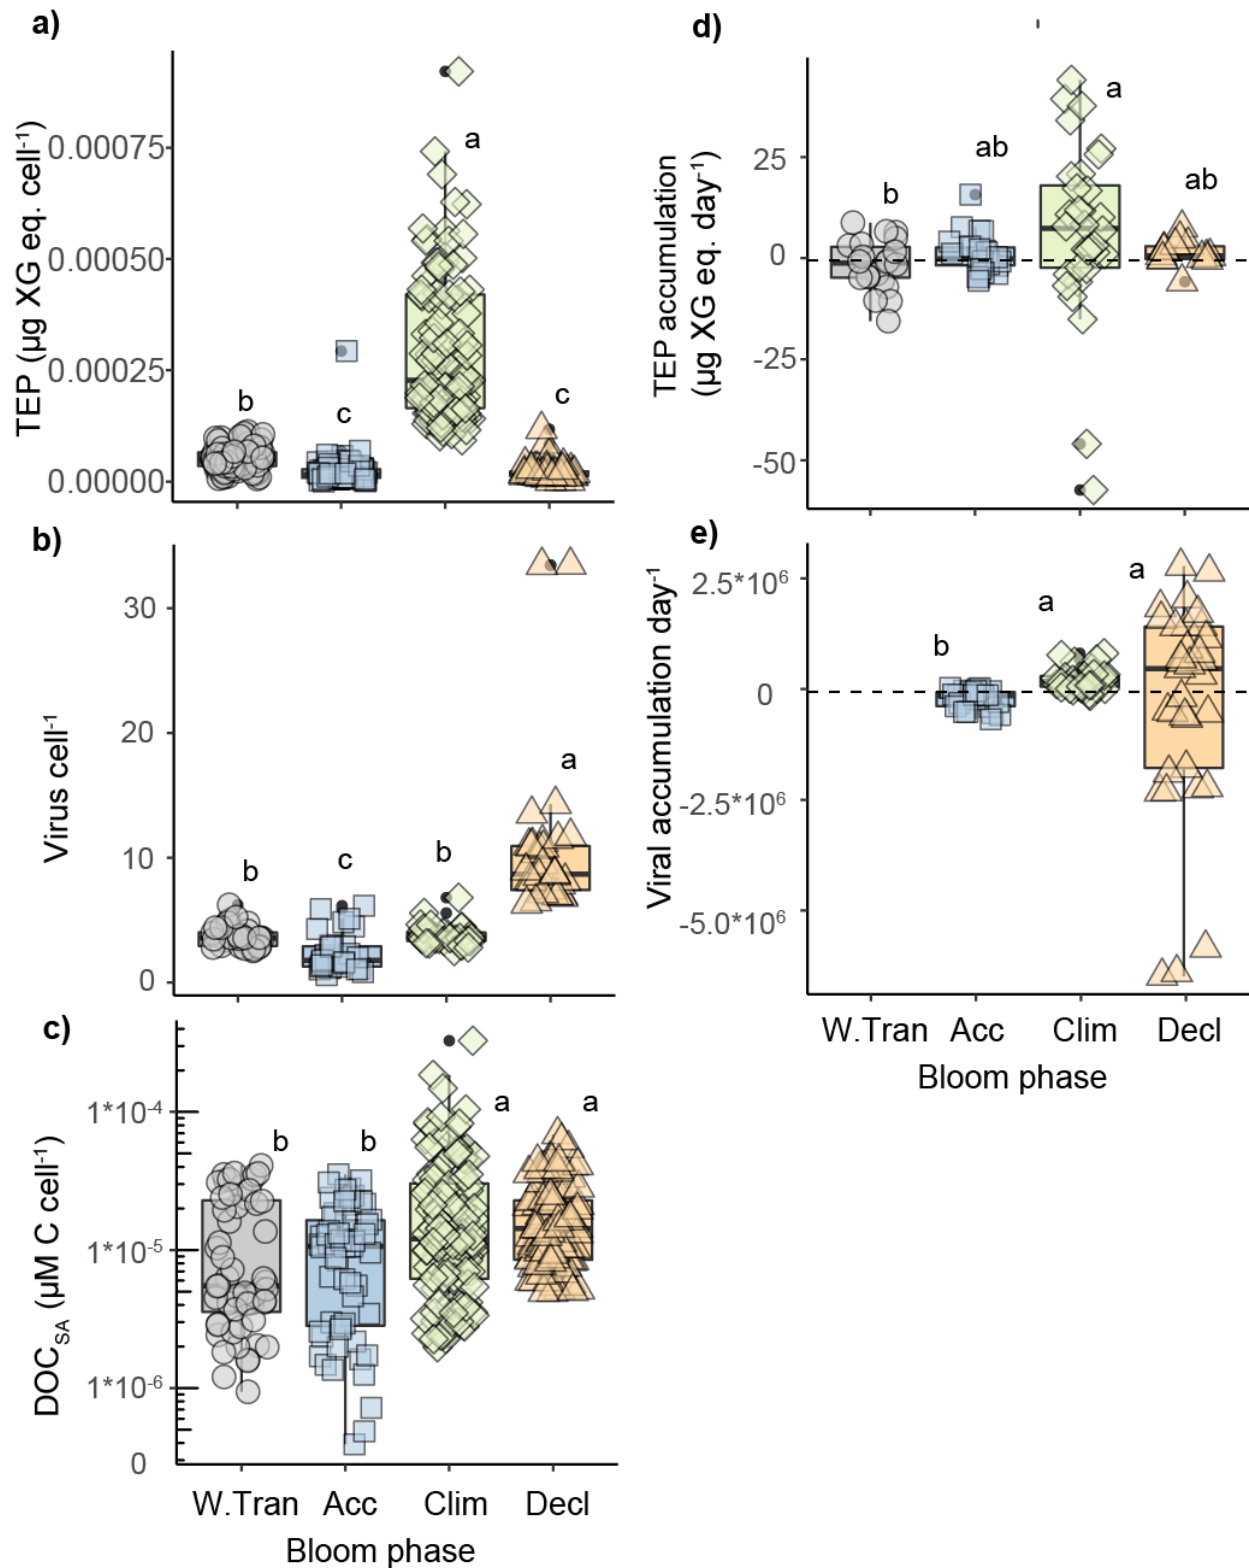 a)
TEP (µg XG eq. cell⁻¹)
0.00075
0.00050
0.00025
0.00000
b
c
a
c
b)
Virus cell⁻¹
30
20
10
0
b
c
b
a
c)
DOC_SA (µM C cell⁻¹)
1*10⁻⁴
1*10⁻⁵
1*10⁻⁶
0
b
b
a
a
W.Tran Acc Clim Decl
Bloom phase
d)
TEP accumulation
(µg XG eq. day⁻¹)
25
0
-25
-50
b
ab
a
ab
e)
Viral accumulation day⁻¹
2.5*10⁶
0
-2.5*10⁶
-5.0*10⁶
b
a
a
W.Tran Acc Clim Decl
Bloom phase